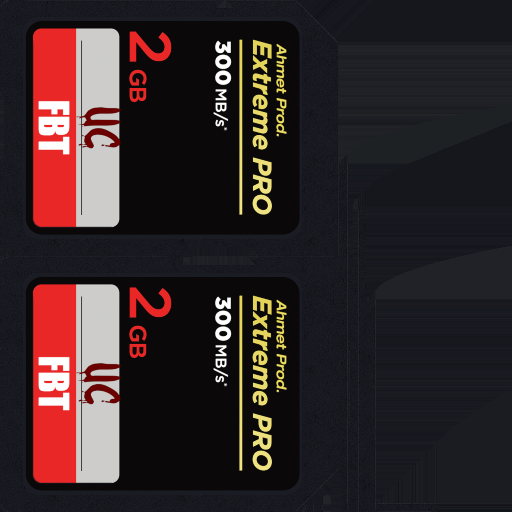 Ahmet Prod.
Extreme PRO
300 MB/s*
2 GB
UC
FBT
Ahmet Prod.
Extreme PRO
300 MB/s*
2 GB
UC
FBT